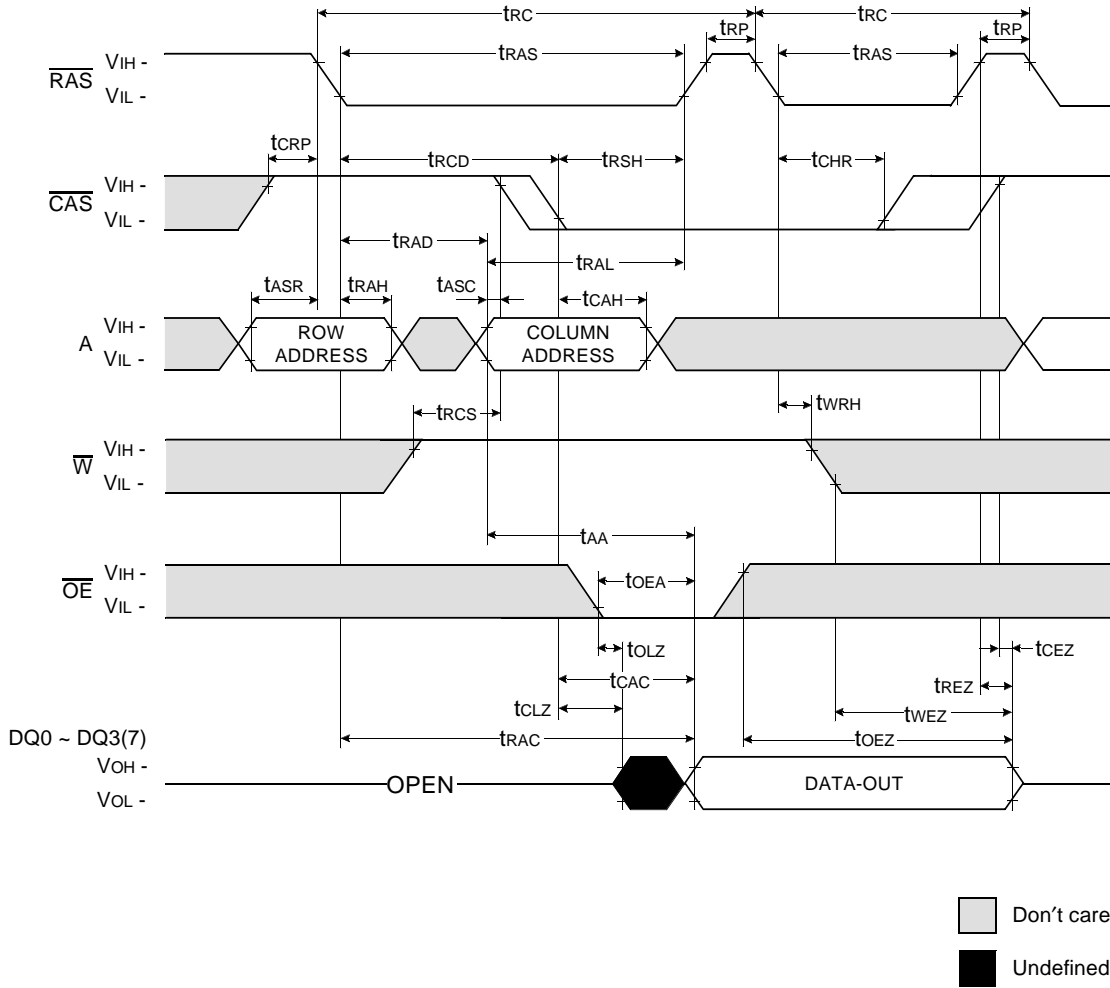 tRC tRC
tRP tRP
tRAS tRAS
RAS VIH -
VIL -
tCRP tRCD tRSH tCHR
CAS VIH -
VIL -
tRAD tRAL
tASR tRAH tASC tCAH
A VIH -
VIL -
ROW ADDRESS
COLUMN ADDRESS
tRCS tWRH
W VIH -
VIL -
tAA
tOEA
OE VIH -
VIL -
tOLZ tCEZ
tCAC tREZ
tCLZ tWEZ
DQ0 ~ DQ3(7) tRAC tOEZ
VOH -
VOL -
OPEN DATA-OUT
Don′t care
Undefined